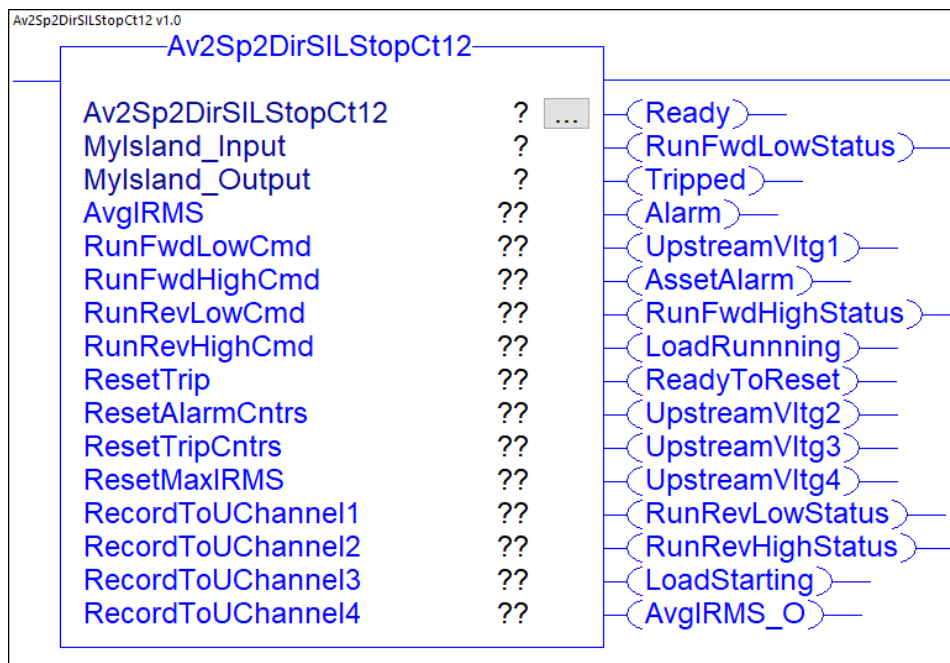 Av2Sp2DirSILStopCt12 v1.0
Av2Sp2DirSILStopCt12
Av2Sp2DirSILStopCt12 ? ... Ready
MyIsland_Input ? RunFwdLowStatus
MyIsland_Output ? Tripped
AvgIRMS ?? Alarm
RunFwdLowCmd ?? UpstreamVltg1
RunFwdHighCmd ?? AssetAlarm
RunRevLowCmd ?? RunFwdHighStatus
RunRevHighCmd ?? LoadRunnning
ResetTrip ?? ReadyToReset
ResetAlarmCntrs ?? UpstreamVltg2
ResetTripCntrs ?? UpstreamVltg3
ResetMaxIRMS ?? UpstreamVltg4
RecordToUChannel1 ?? RunRevLowStatus
RecordToUChannel2 ?? RunRevHighStatus
RecordToUChannel3 ?? LoadStarting
RecordToUChannel4 ?? AvgIRMS_O